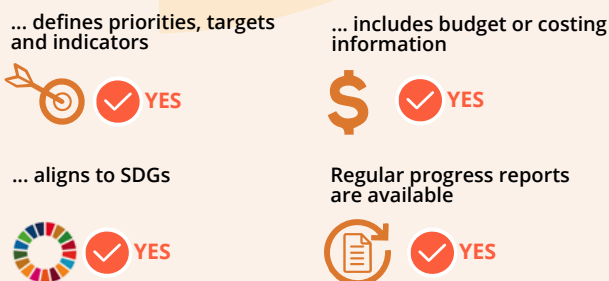 ... defines priorities, targets
and indicators
YES
... includes budget or costing
information
YES
... aligns to SDGs
YES
Regular progress reports
are available
YES